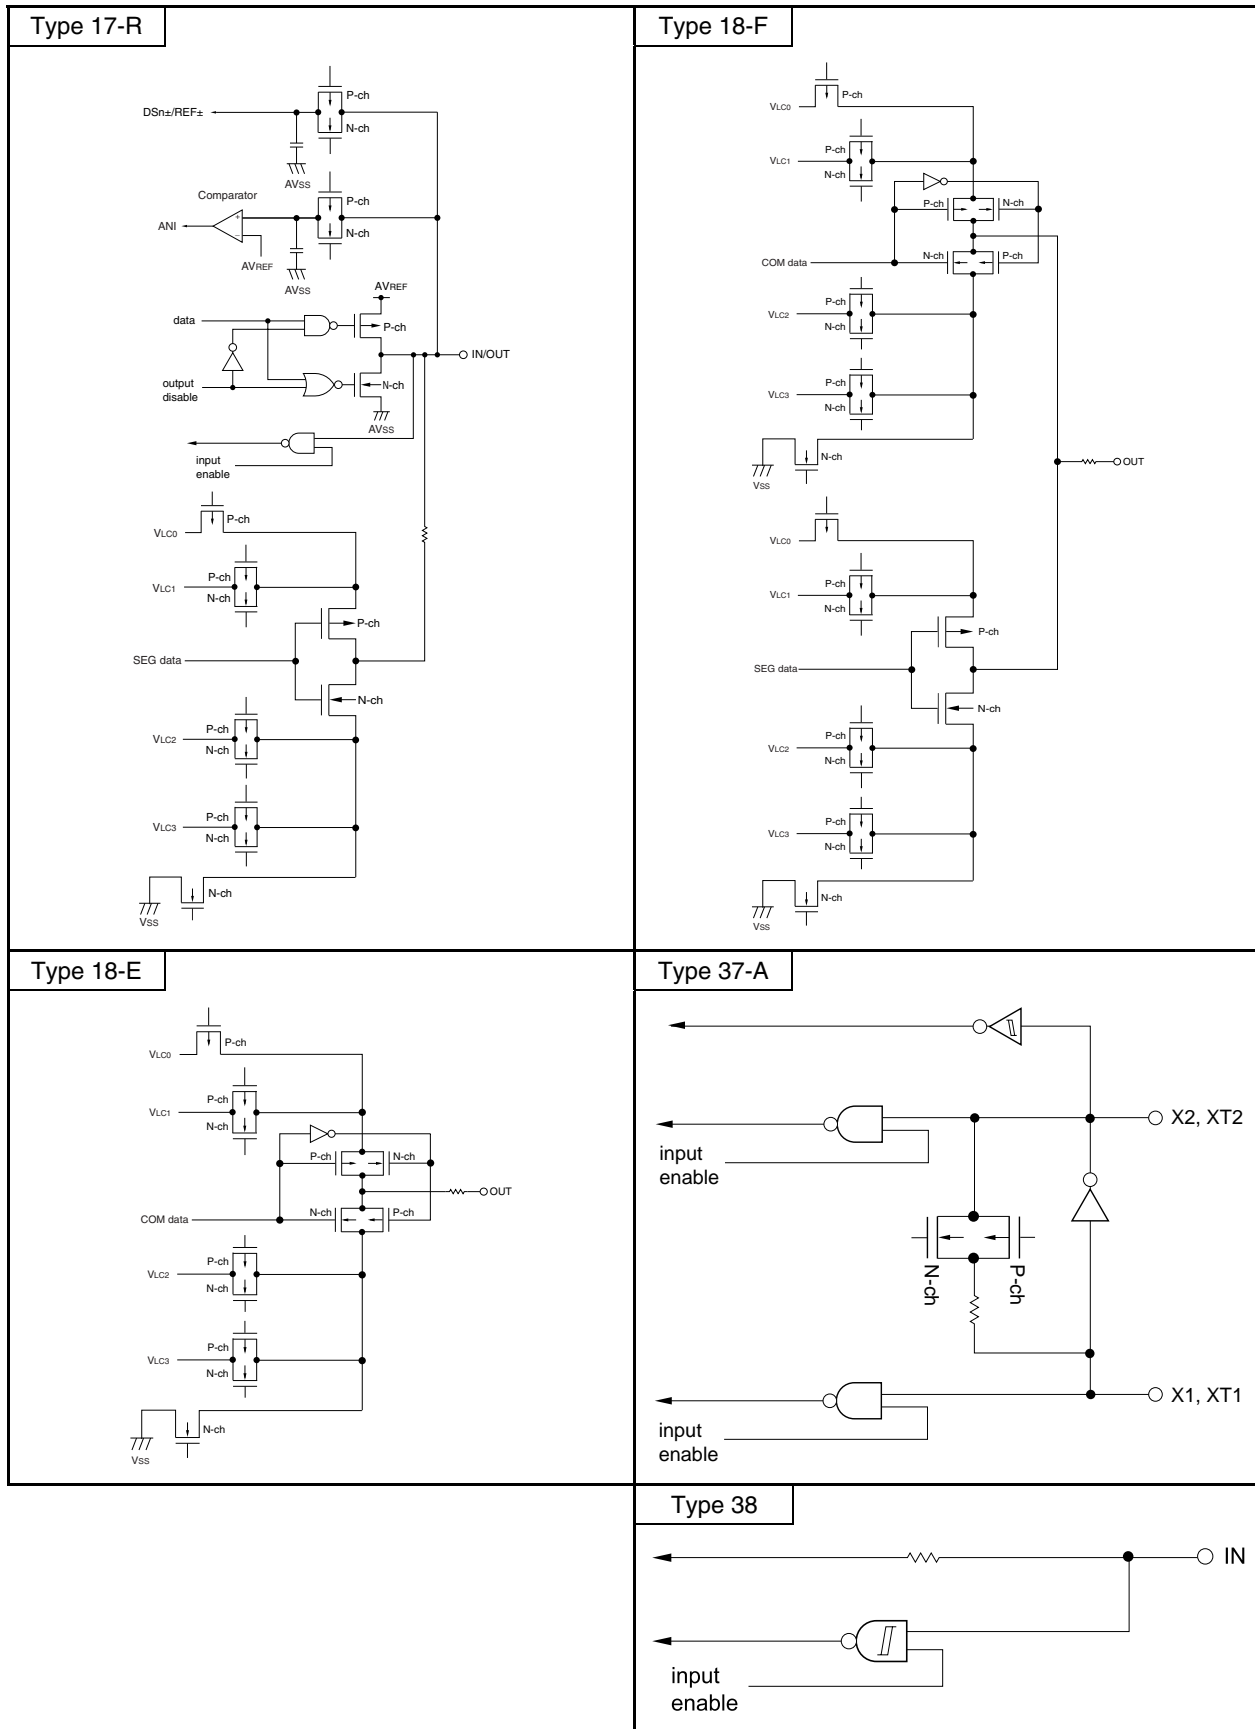 Type 17-R
P-ch
DSn±/REF±
N-ch
AVSS
Comparator
P-ch
+
ANI
−
N-ch
AVREF
AVSS
AVREF
data
P-ch
IN/OUT
output
disable
N-ch
AVSS
input
enable
P-ch
VLC0
P-ch
VLC1
N-ch
P-ch
SEG data
N-ch
P-ch
VLC2
N-ch
P-ch
VLC3
N-ch
N-ch
VSS
Type 18-F
P-ch
VLC0
P-ch
VLC1
N-ch
P-ch
N-ch
N-ch
P-ch
COM data
P-ch
VLC2
N-ch
P-ch
VLC3
N-ch
N-ch
VSS
OUT
P-ch
VLC0
P-ch
VLC1
N-ch
P-ch
SEG data
N-ch
P-ch
VLC2
N-ch
P-ch
VLC3
N-ch
N-ch
VSS
Type 18-E
P-ch
VLC0
P-ch
VLC1
N-ch
P-ch
N-ch
OUT
N-ch
P-ch
COM data
P-ch
VLC2
N-ch
P-ch
VLC3
N-ch
N-ch
VSS
Type 37-A
X2, XT2
input
enable
N-ch
P-ch
X1, XT1
input
enable
Type 38
IN
input
enable